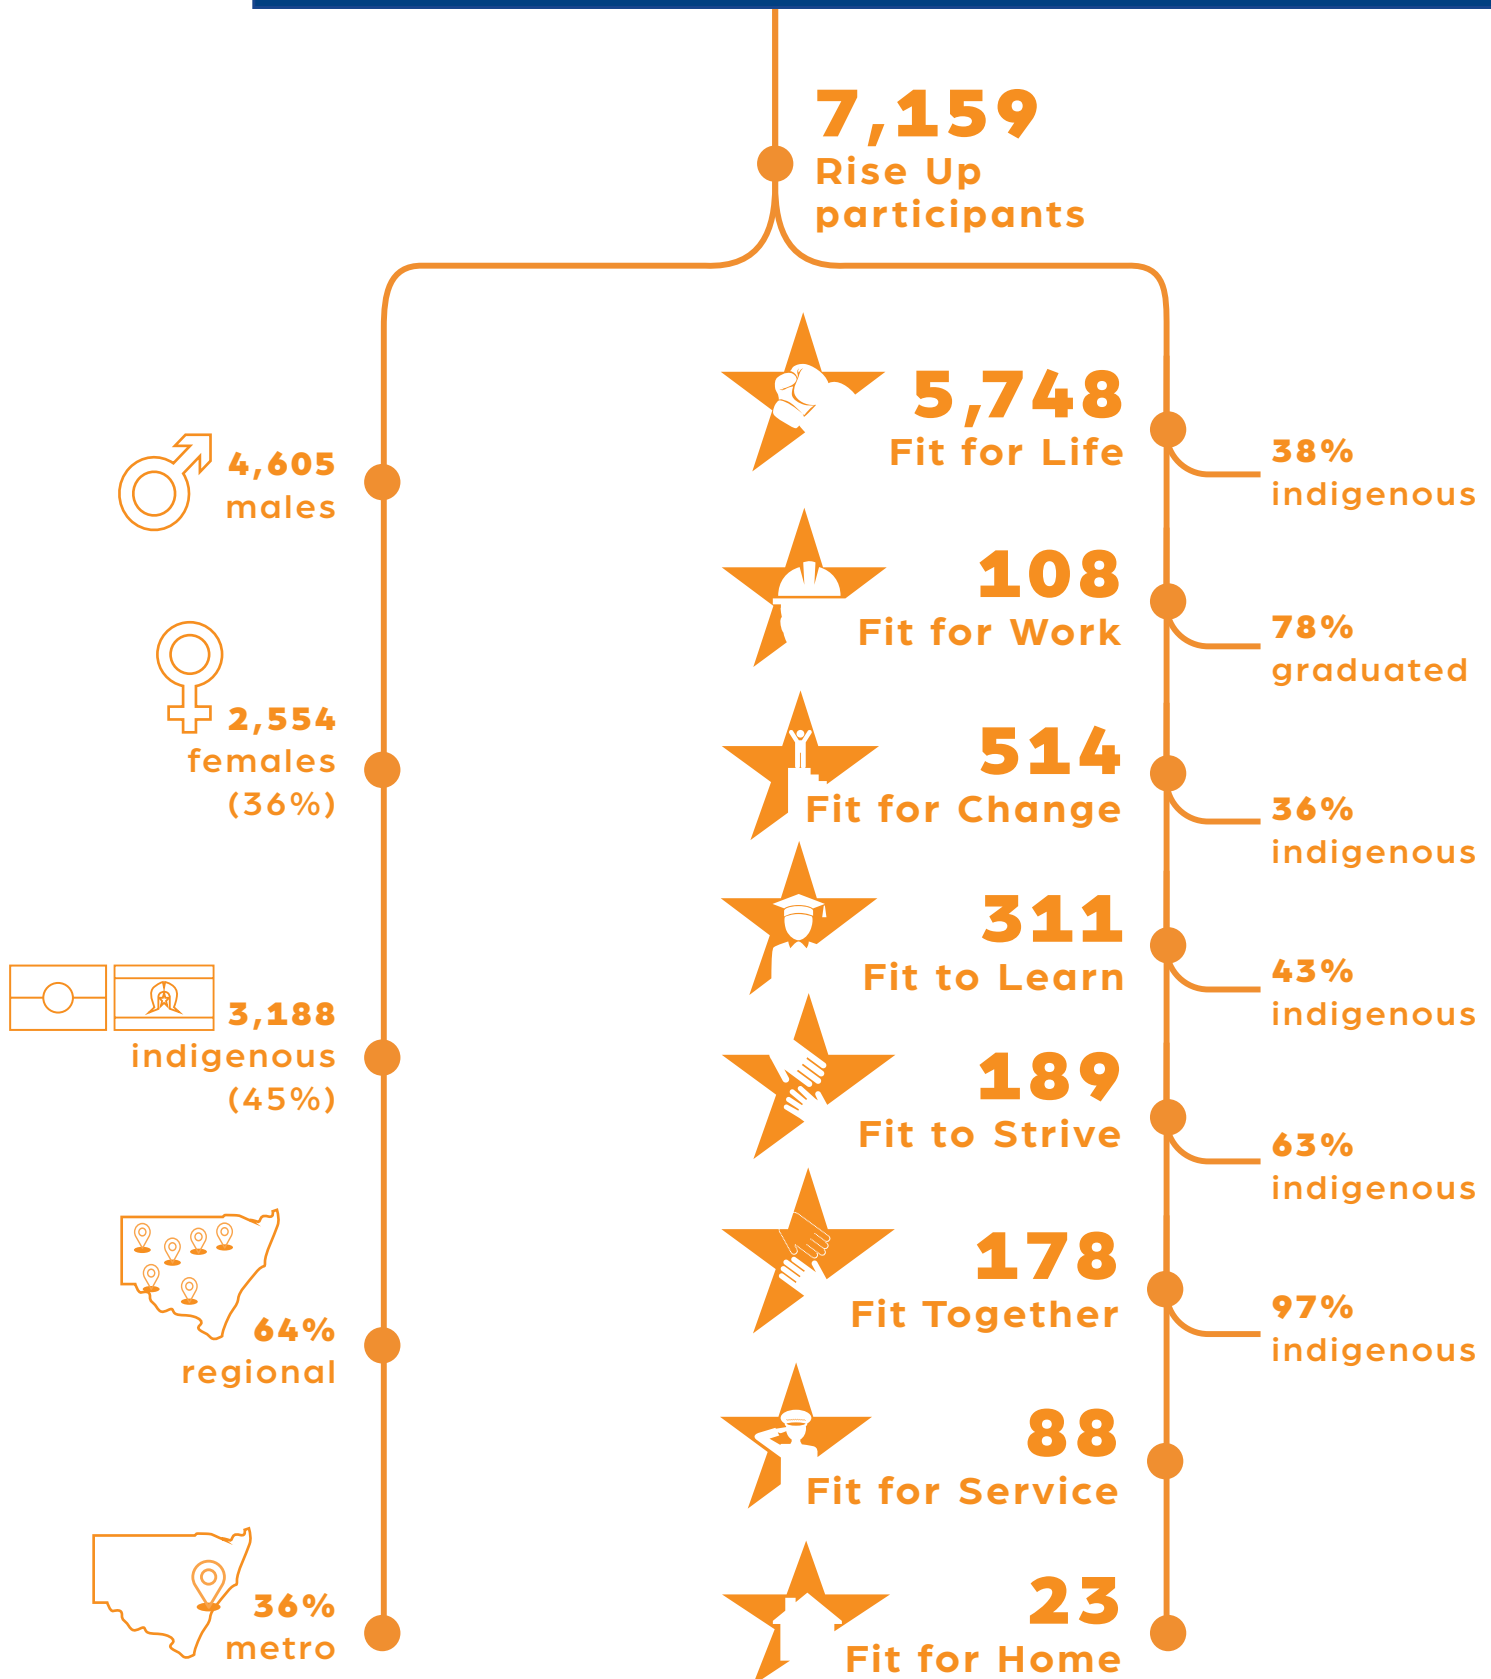 7,159
Rise Up
participants
4,605
males
2,554
females
(36%)
3,188
indigenous
(45%)
64%
regional
36%
metro
5,748
Fit for Life
38%
indigenous
108
Fit for Work
78%
graduated
514
Fit for Change
36%
indigenous
311
Fit to Learn
43%
indigenous
189
Fit to Strive
63%
indigenous
178
Fit Together
97%
indigenous
88
Fit for Service
23
Fit for Home